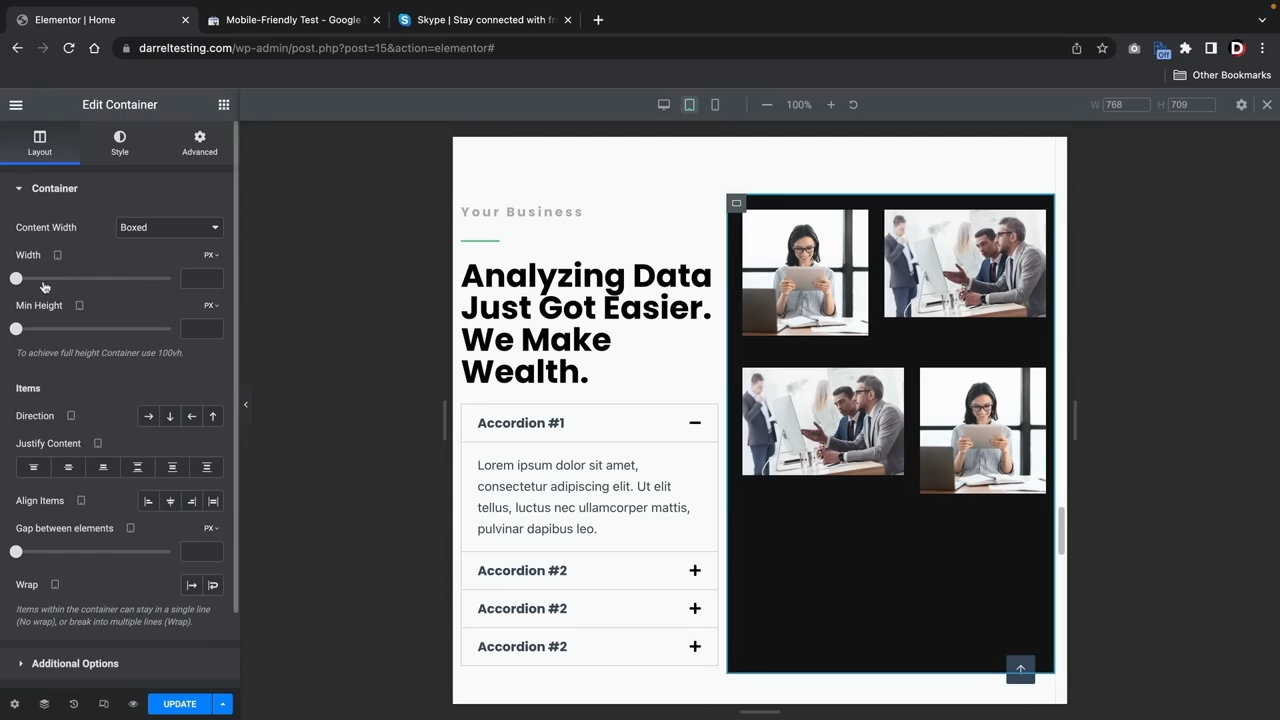 Elementor | Home
Mobile-Friendly Test - Google
Skype | Stay connected with fr
darreltesting.com/wp-admin/post.php?post=15&action=elementor#
Off
D
Other Bookmarks
Edit Container
100%
W 768 H 709
Layout
Style
Advanced
Container
Content Width Boxed
Width PX
Min Height PX
To achieve full height Container use 100vh.
Items
Direction
Justify Content
Align Items
Gap between elements PX
Wrap
Items within the container can stay in a single line
(No wrap), or break into multiple lines (Wrap).
Additional Options
UPDATE
Your Business
Analyzing Data
Just Got Easier.
We Make
Wealth.
Accordion #1
Lorem ipsum dolor sit amet,
consectetur adipiscing elit. Ut elit
tellus, luctus nec ullamcorper mattis,
pulvinar dapibus leo.
Accordion #2
Accordion #2
Accordion #2